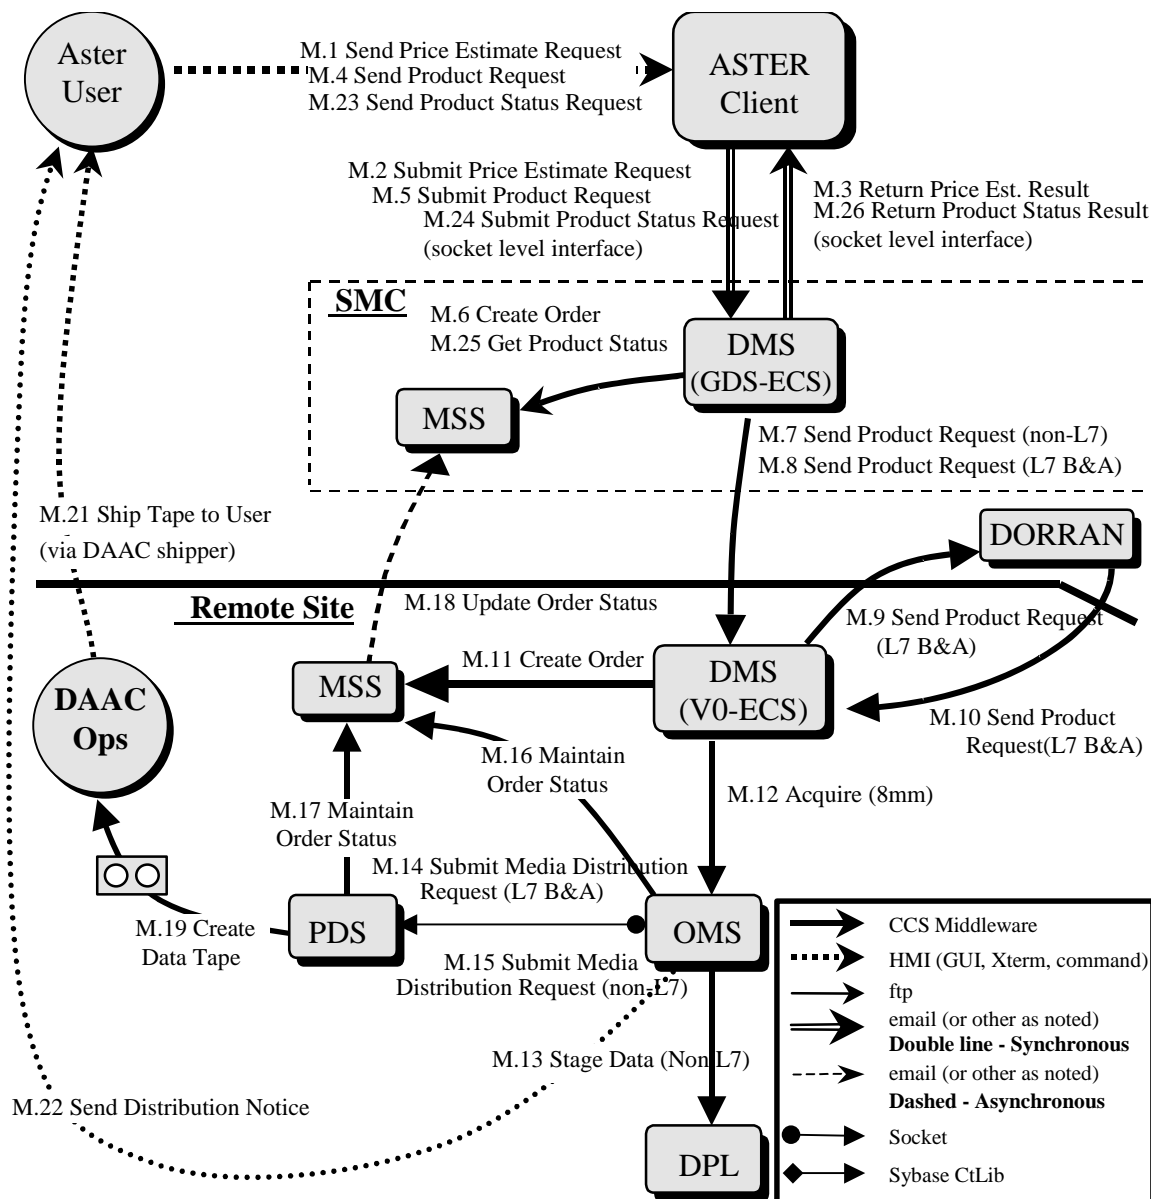 Aster
User
M.1 Send Price Estimate Request
M.4 Send Product Request
M.23 Send Product Status Request
ASTER
Client
M.2 Submit Price Estimate Request
M.5 Submit Product Request
M.24 Submit Product Status Request
(socket level interface)
M.3 Return Price Est. Result
M.26 Return Product Status Result
(socket level interface)
SMC
M.6 Create Order
M.25 Get Product Status
DMS
(GDS-ECS)
MSS
M.7 Send Product Request (non-L7)
M.8 Send Product Request (L7 B&A)
M.21 Ship Tape to User
(via DAAC shipper)
DORRAN
Remote Site
M.18 Update Order Status
M.9 Send Product Request
(L7 B&A)
M.11 Create Order
DMS
(V0-ECS)
MSS
DAAC
Ops
M.10 Send Product
Request(L7 B&A)
M.16 Maintain
Order Status
M.12 Acquire (8mm)
M.17 Maintain
Order Status
M.14 Submit Media Distribution
Request (L7 B&A)
M.19 Create
Data Tape
PDS
OMS
M.15 Submit Media
Distribution Request (non-L7)
M.13 Stage Data (Non L7)
M.22 Send Distribution Notice
DPL
CCS Middleware
HMI (GUI, Xterm, command)
ftp
email (or other as noted)
Double line - Synchronous
email (or other as noted)
Dashed - Asynchronous
Socket
Sybase CtLib